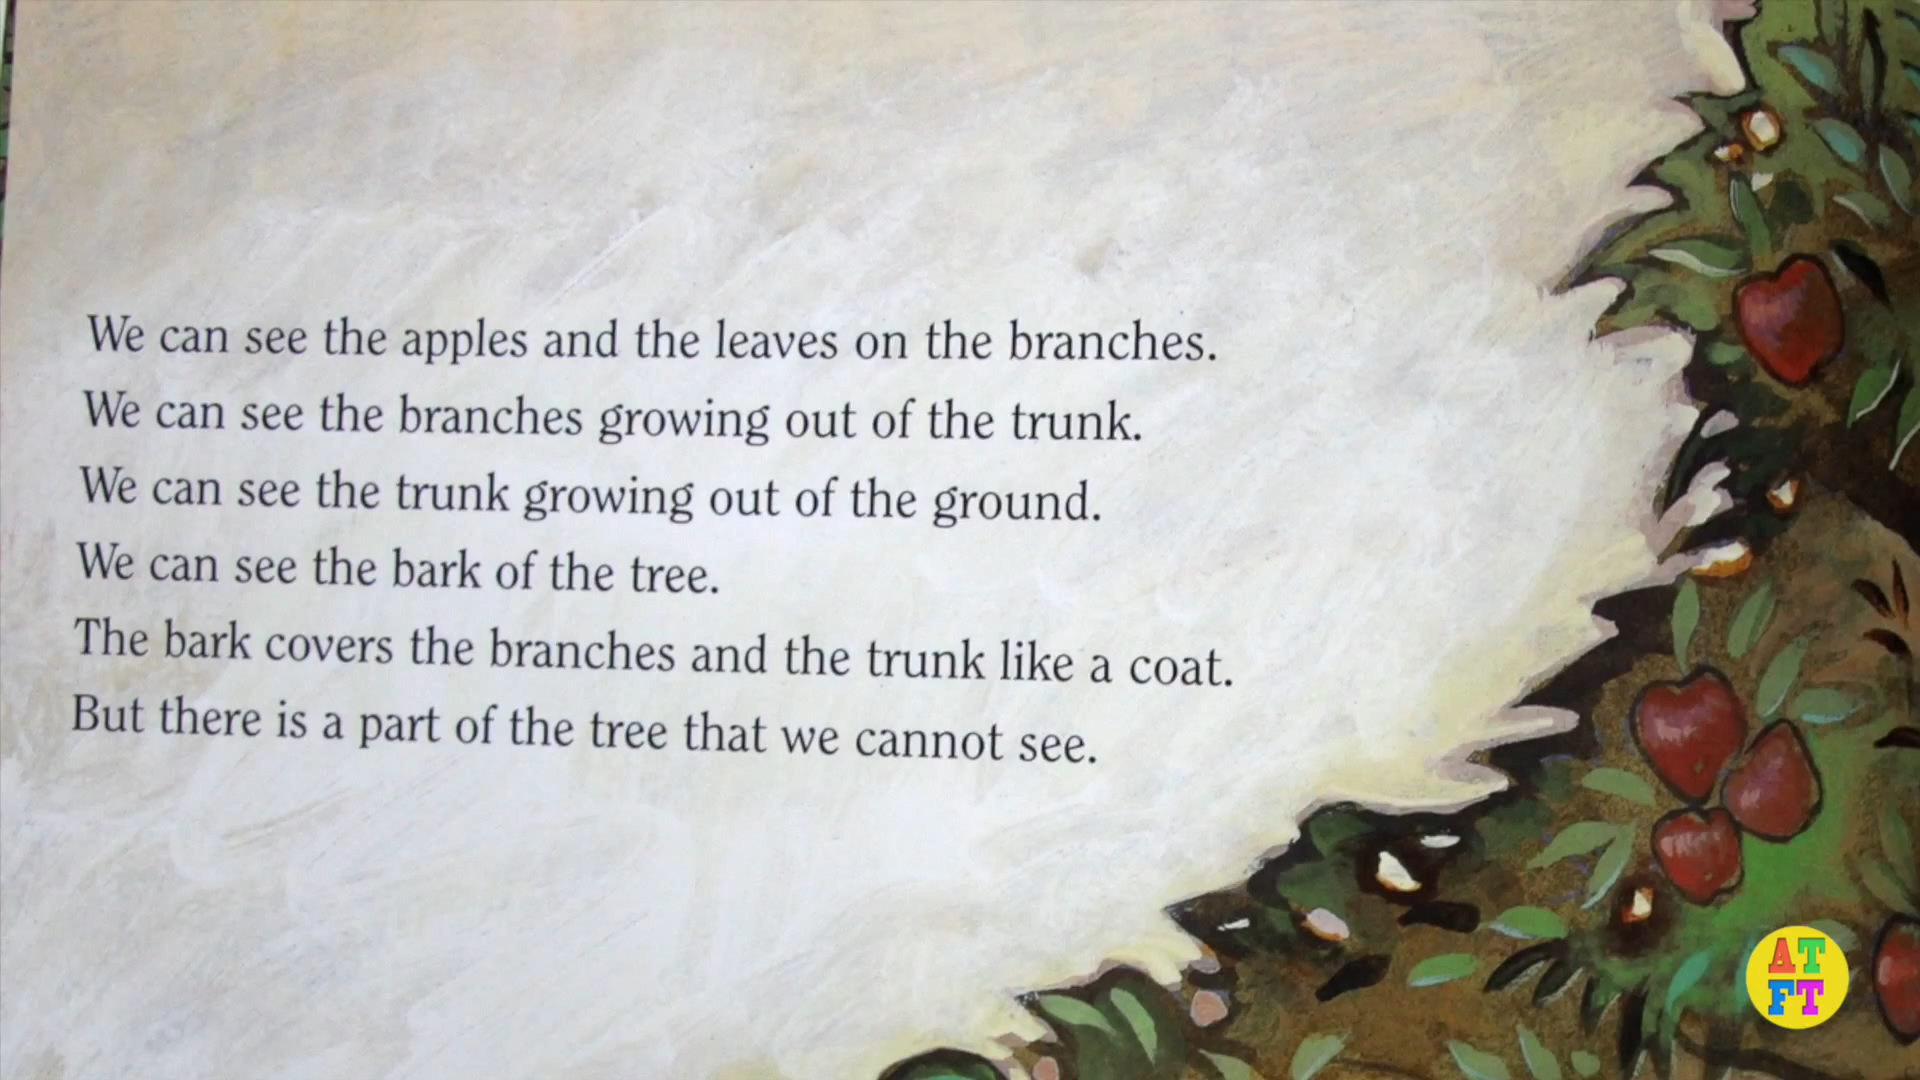 We can see the apples and the leaves on the branches.
We can see the branches growing out of the trunk.
We can see the trunk growing out of the ground.
We can see the bark of the tree.
The bark covers the branches and the trunk like a coat.
But there is a part of the tree that we cannot see.
AT
FT